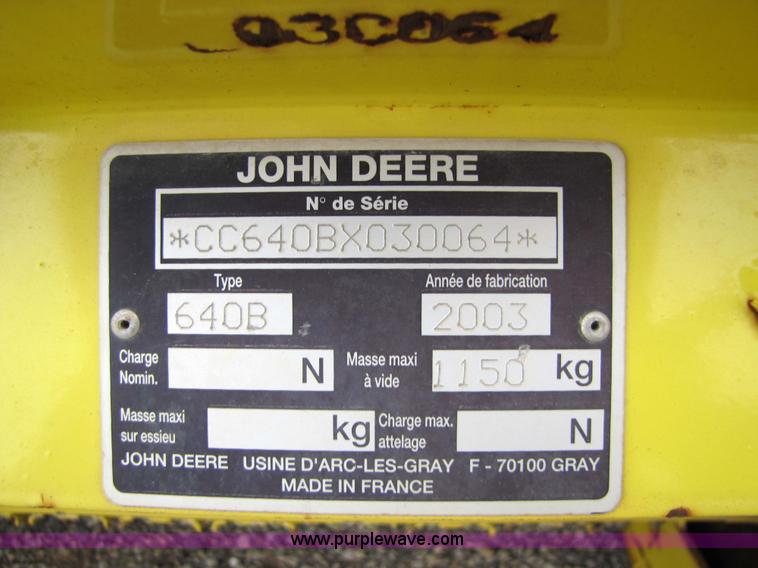 03C064
JOHN DEERE
N° de Série
*CC640BX030064*
Type Année de fabrication
640B 2003
Charge Nomin. N Masse maxi à vide 1150 kg
Masse maxi sur essieu kg Charge max. attelage N
JOHN DEERE USINE D'ARC-LES-GRAY F - 70100 GRAY
MADE IN FRANCE
www.purplewave.com